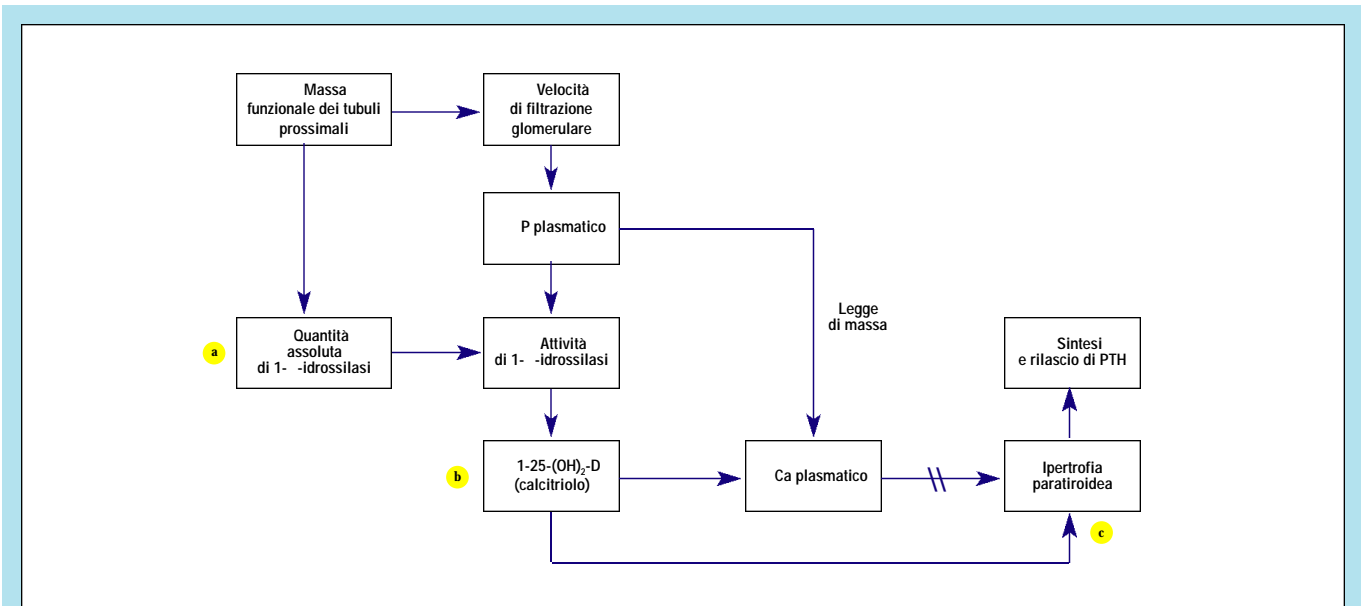 Massa
funzionale dei tubuli
prossimali
Velocità
di filtrazione
glomerulare
P plasmatico
Legge
di massa
a
Quantità
assoluta
di 1- -idrossilasi
Attività
di 1- -idrossilasi
Sintesi
e rilascio di PTH
b
1-25-(OH)₂-D
(calcitriolo)
Ca plasmatico
Ipertrofia
paratiroidea
c